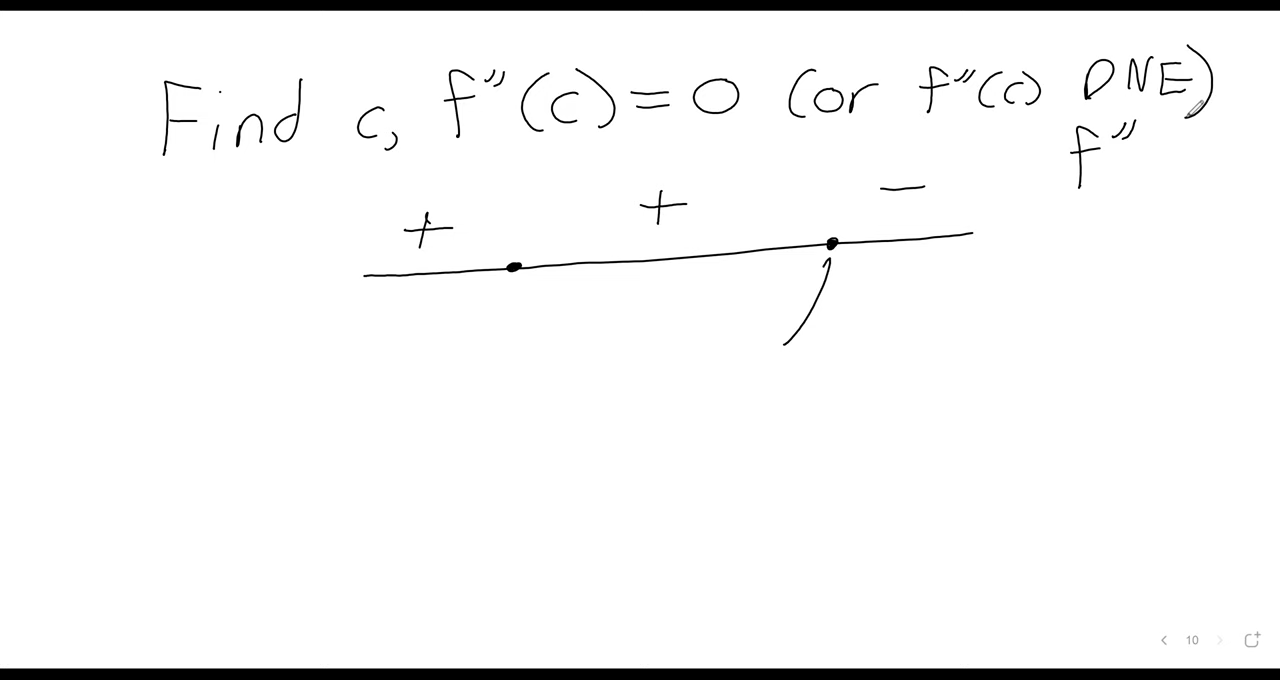 Find c, f''(c) = 0 (or f''(c) DNE)
f''
+ + −
10